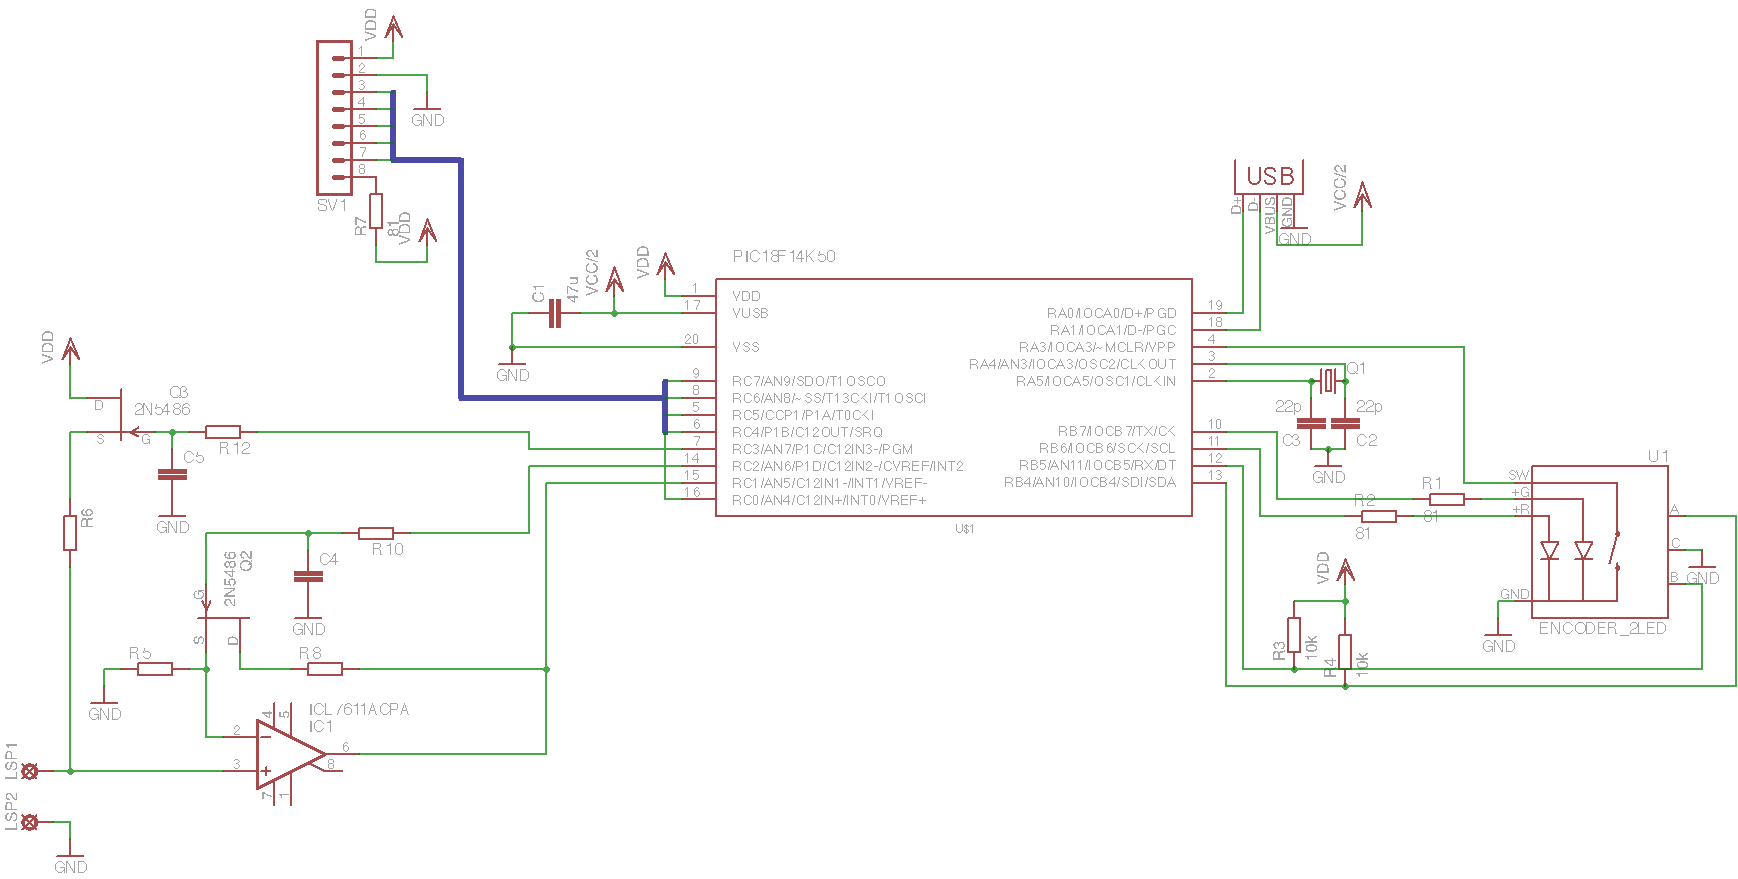 VDD
1
2
3
4
5
6
7
8
GND
SV1
R7
81
VDD
USB
D+
D-
VBUS
GND
GND
VCC/2
PIC18F14K50
C1
47u
VCC/2
VDD
GND
1
17
20
9
8
5
6
7
14
15
16
VDD
VUSB
VSS
RC7/AN9/SDO/T1OSCO
RC6/AN8/~SS/T13CKI/T1OSCI
RC5/CCP1/P1A/T0CKI
RC4/P1B/C12OUT/SRQ
RC3/AN7/P1C/C12IN3-/PGM
RC2/AN6/P1D/C12IN2-/CVREF/INT2
RC1/AN5/C12IN1-/INT1/VREF-
RC0/AN4/C12IN+/INT0/VREF+
RA0/IOCA0/D+/PGD
RA1/IOCA1/D-/PGC
RA3/IOCA3/~MCLR/VPP
RA4/AN3/IOCA3/OSC2/CLKOUT
RA5/IOCA5/OSC1/CLKIN
RB7/IOCB7/TX/CK
RB6/IOCB6/SCK/SCL
RB5/AN11/IOCB5/RX/DT
RB4/AN10/IOCB4/SDI/SDA
19
18
4
3
2
10
11
12
13
U$1
Q1
22p
22p
C3
C2
GND
U1
SW
+G
+R
GND
A
C
B
GND
GND
ENCODER_2LED
R1
81
R2
81
VDD
R3
10k
R4
10k
VDD
Q3
2N5486
D
S
G
R12
C5
GND
R6
R10
C4
GND
2N5486
Q2
G
S
D
R5
GND
R8
ICL7611ACPA
IC1
4
5
2
3
6
8
7
1
LSP1
LSP2
GND